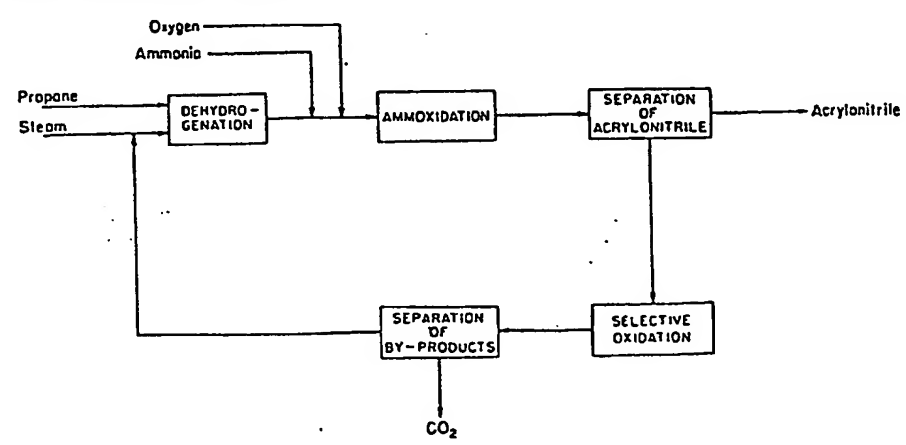 Oxygen
Ammonia
Propane
Steam
DEHYDRO-
GENATION
AMMOXIDATION
SEPARATION
OF
ACRYLONITRILE
Acrylonitrile
SEPARATION
OF
BY-PRODUCTS
SELECTIVE
OXIDATION
CO₂